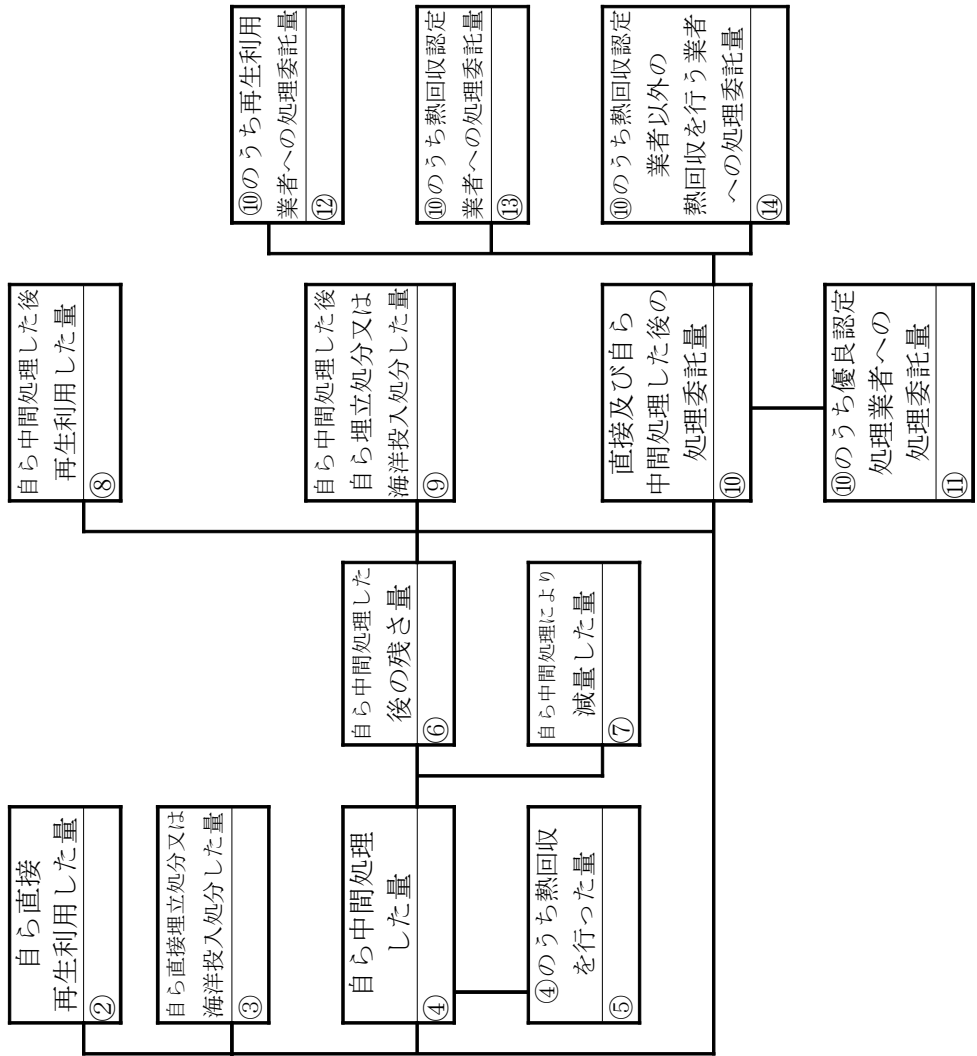 自ら直接
再生利用した量
②
自ら直接埋立処分又は
海洋投入処分した量
③
自ら中間処理
した量
④
④のうち熱回収
を行った量
⑤
自ら中間処理した
後の残さ量
⑥
自ら中間処理により
減量した量
⑦
自ら中間処理した後
再生利用した量
⑧
自ら中間処理した後
自ら埋立処分又は
海洋投入処分した量
⑨
直接及び自ら
中間処理した後の
処理委託量
⑩
⑩のうち優良認定
処理業者への
処理委託量
⑪
⑩のうち再生利用
業者への処理委託量
⑫
⑩のうち熱回収認定
業者への処理委託量
⑬
⑩のうち熱回収認定
業者以外の
熱回収を行う業者
への処理委託量
⑭